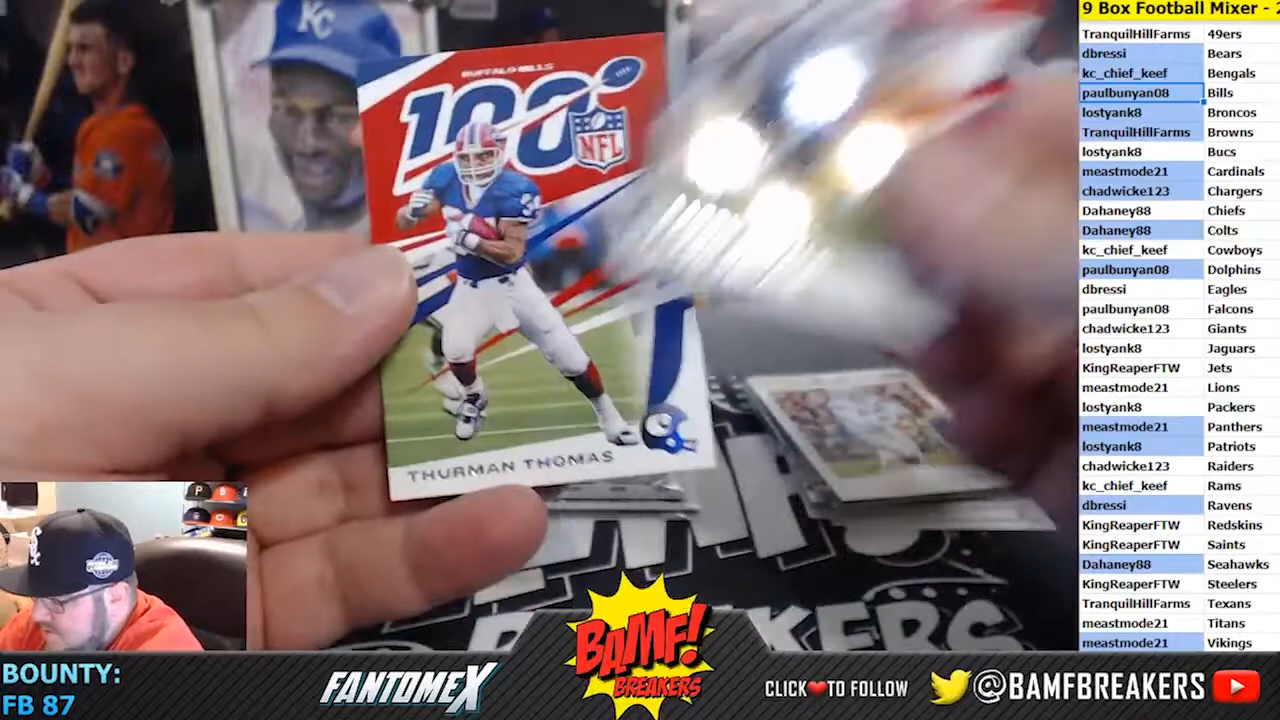 KC
BUFFALO BILLS
100
NFL
34
THURMAN THOMAS
9 Box Football Mixer - 2
TranquilHillFarms 49ers
dbressi Bears
kc_chief_keef Bengals
paulbunyan08 Bills
lostyank8 Broncos
TranquilHillFarms Browns
lostyank8 Bucs
meastmode21 Cardinals
chadwicke123 Chargers
Dahaney88 Chiefs
Dahaney88 Colts
kc_chief_keef Cowboys
paulbunyan08 Dolphins
dbressi Eagles
paulbunyan08 Falcons
chadwicke123 Giants
lostyank8 Jaguars
KingReaperFTW Jets
meastmode21 Lions
lostyank8 Packers
meastmode21 Panthers
lostyank8 Patriots
chadwicke123 Raiders
kc_chief_keef Rams
dbressi Ravens
KingReaperFTW Redskins
KingReaperFTW Saints
Dahaney88 Seahawks
KingReaperFTW Steelers
TranquilHillFarms Texans
meastmode21 Titans
meastmode21 Vikings
BOUNTY:
FB 87
FANTOMEX
BAMF!
BREAKERS
CLICK TO FOLLOW
@BAMFBREAKERS